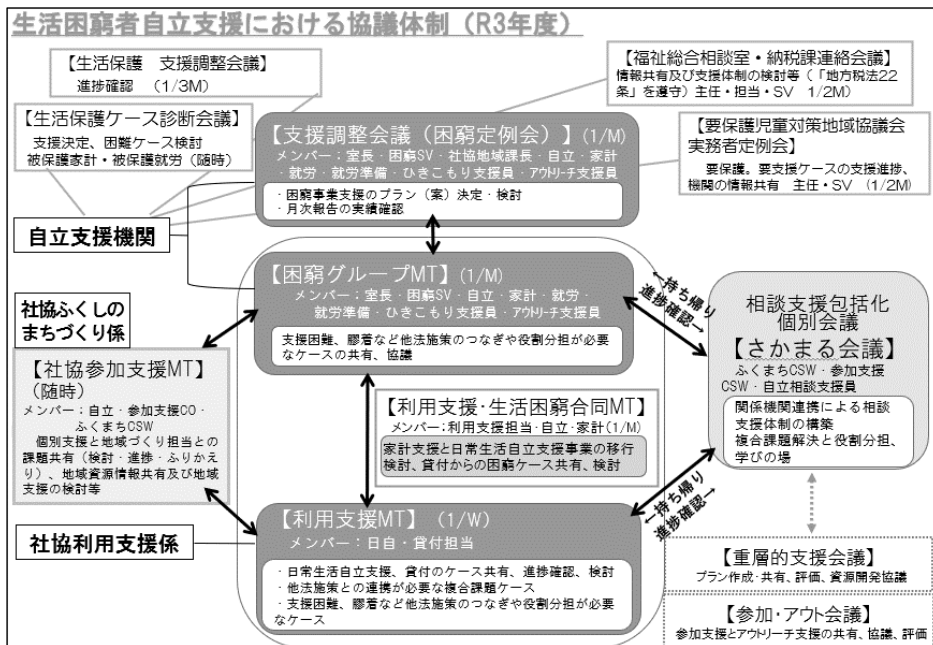 生活困窮者自立支援における協議体制（R3年度）
【生活保護　支援調整会議】
進捗確認　（1/3M）
【生活保護ケース診断会議】
支援決定、困難ケース検討
被保護家計・被保護就労（随時）
【福祉総合相談室・納税課連絡会議】
情報共有及び支援体制の検討等（「地方税法22
条」を遵守）主任・担当・SV　1/2M）
【要保護児童対策地域協議会
実務者定例会】
要保護。要支援ケースの支援進捗、
機関の情報共有　主任・SV　（1/2M）
【支援調整会議（困窮定例会）】（1/M）
メンバー：室長・困窮SV・社協地域課長・自立・家計
・就労・就労準備・ひきこもり支援員・アウトリーチ支援員
・困窮事業支援のプラン（案）決定・検討
・月次報告の実績確認
自立支援機関
【困窮グループMT】（1/M）
メンバー；室長・困窮SV・自立・家計・就労・
就労準備・ひきこもり支援員・アウトリーチ支援員
支援困難、膠着など他法施策のつなぎや役割分担が必要
なケースの共有、協議
社協ふくしの
まちづくり係
【社協参加支援MT】
（随時）
メンバー：自立・参加支援CO・
ふくまちCSW
個別支援と地域づくり担当との
課題共有（検討・進捗・ふりかえ
り）、地域資源情報共有及び地域
支援の検討等
←持ち帰り
進捗確認→
相談支援包括化
個別会議
【さかまる会議】
ふくまちCSW・参加支援
CSW・自立相談支援員
関係機関連携による相談
支援体制の構築
複合課題解決と役割分担、
学びの場
【利用支援・生活困窮合同MT】
メンバー；利用支援担当・自立・家計（1/M）
家計支援と日常生活自立支援事業の移行
検討、貸付からの困窮ケース共有、検討
←持ち帰り
進捗確認→
社協利用支援係
【利用支援MT】（1/W）
メンバー：日自・貸付担当
・日常生活自立支援、貸付のケース共有、進捗確認、検討
・他法施策との連携が必要な複合課題ケース
・支援困難、膠着など他法施策のつなぎや役割分担が必要
なケース
【重層的支援会議】
プラン作成・共有、評価、資源開発協議
【参加・アウト会議】
参加支援とアウトリーチ支援の共有、協議、評価